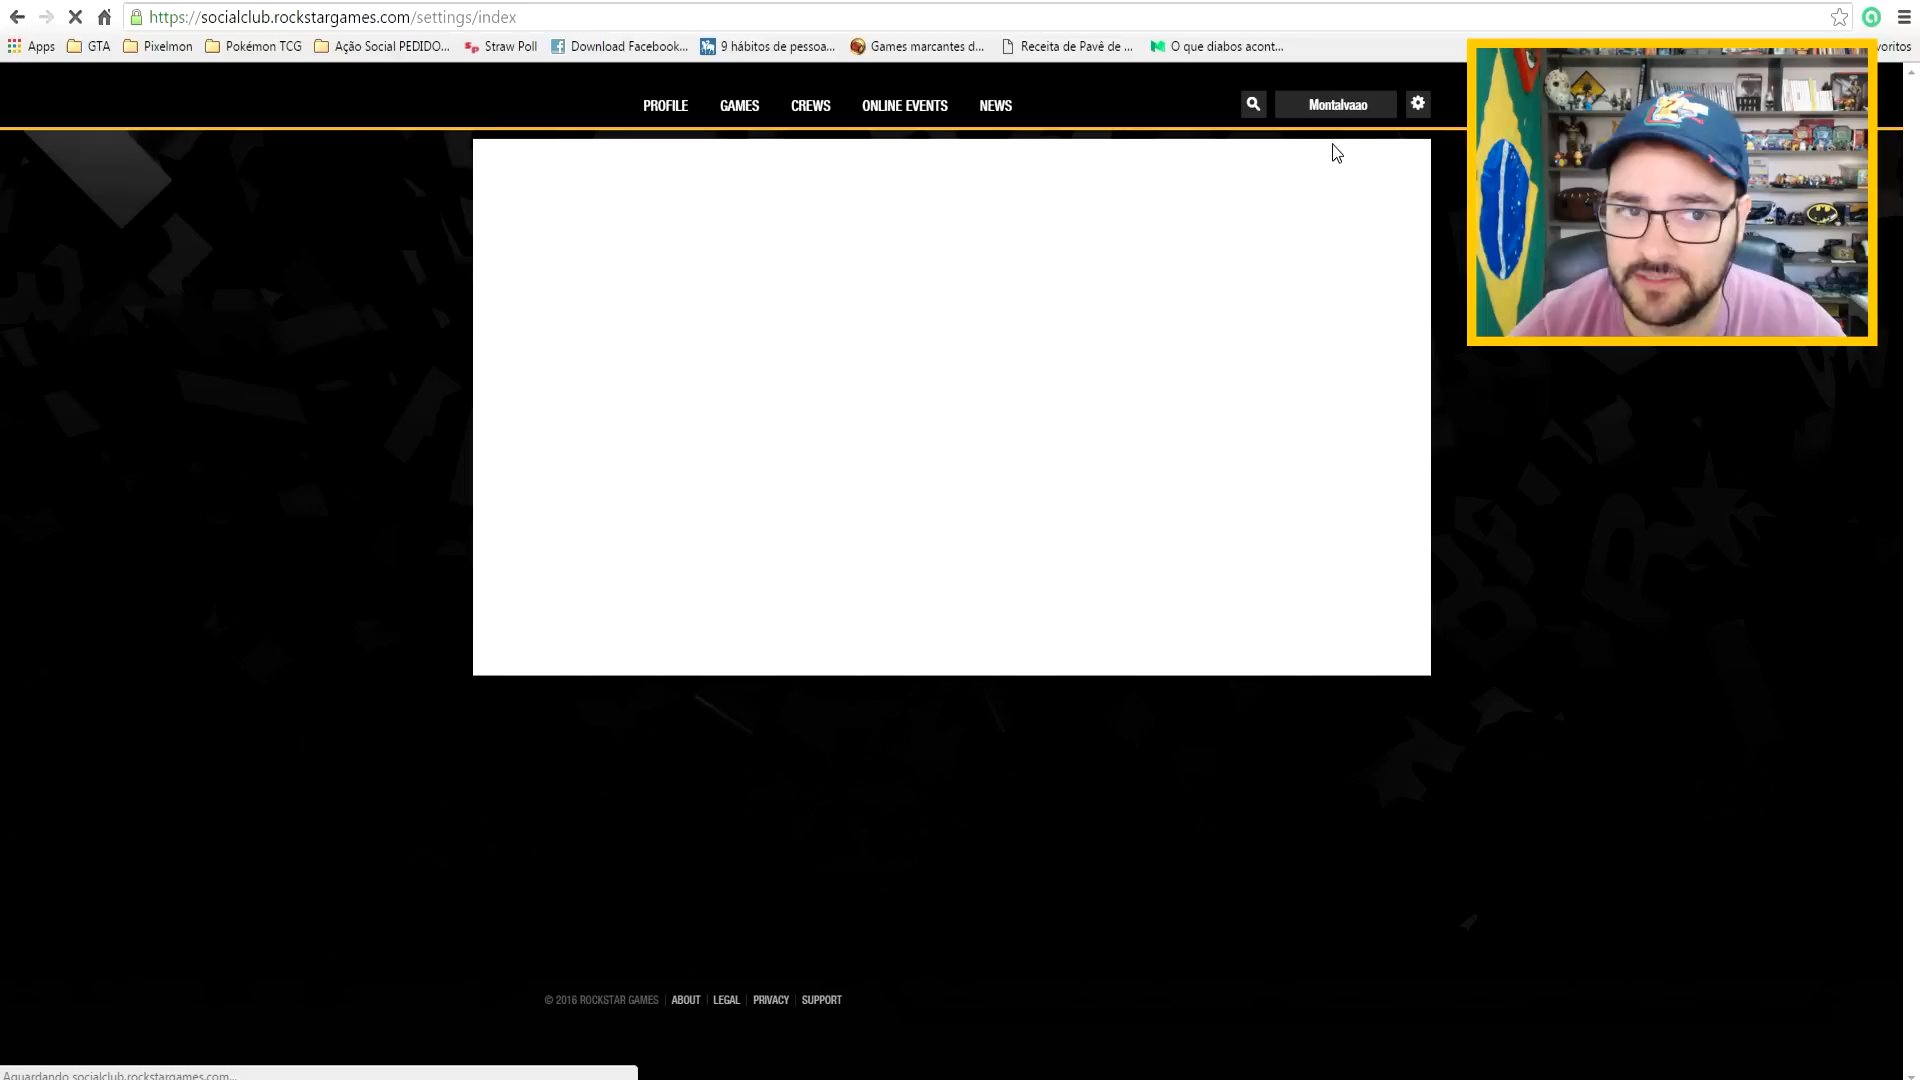 https://socialclub.rockstargames.com/settings/index
Apps GTA Pixelmon Pokémon TCG Ação Social PEDIDO... Straw Poll Download Facebook... 9 hábitos de pessoa... Games marcantes d... Receita de Pavê de ... O que diabos acont... voritos
PROFILE GAMES CREWS ONLINE EVENTS NEWS Montalvaao
© 2016 ROCKSTAR GAMES ABOUT LEGAL PRIVACY SUPPORT
Aguardando socialclub.rockstargames.com...